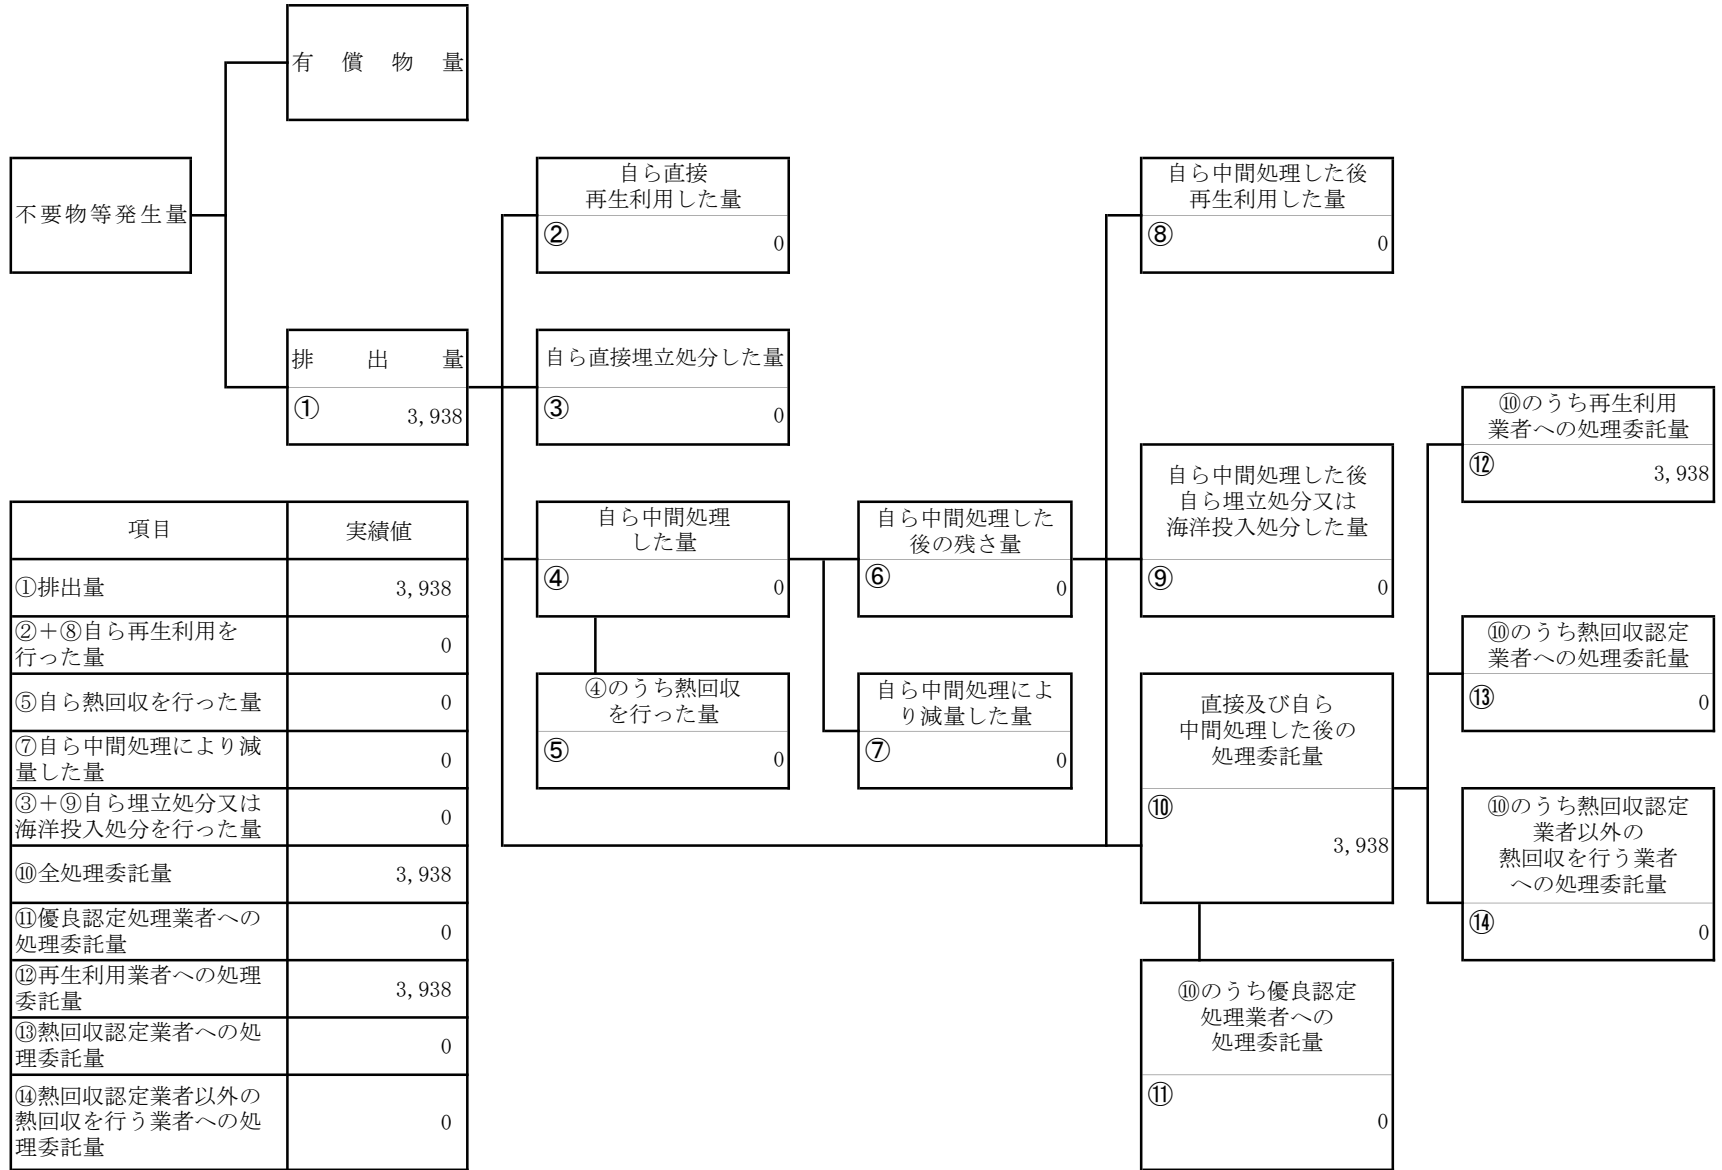 有償物量
不要物等発生量
排出量
① 3,938
自ら直接
再生利用した量
② 0
自ら直接埋立処分した量
③ 0
自ら中間処理
した量
④ 0
④のうち熱回収
を行った量
⑤ 0
自ら中間処理した
後の残さ量
⑥ 0
自ら中間処理によ
り減量した量
⑦ 0
自ら中間処理した後
再生利用した量
⑧ 0
自ら中間処理した後
自ら埋立処分又は
海洋投入処分した量
⑨ 0
直接及び自ら
中間処理した後の
処理委託量
⑩
3,938
⑩のうち優良認定
処理業者への
処理委託量
⑪
0
⑩のうち再生利用
業者への処理委託量
⑫ 3,938
⑩のうち熱回収認定
業者への処理委託量
⑬ 0
⑩のうち熱回収認定
業者以外の
熱回収を行う業者
への処理委託量
⑭ 0
項目 実績値
①排出量 3,938
②＋⑧自ら再生利用を
行った量 0
⑤自ら熱回収を行った量 0
⑦自ら中間処理により減
量した量 0
③＋⑨自ら埋立処分又は
海洋投入処分を行った量 0
⑩全処理委託量 3,938
⑪優良認定処理業者への
処理委託量 0
⑫再生利用業者への処理
委託量 3,938
⑬熱回収認定業者への処
理委託量 0
⑭熱回収認定業者以外の
熱回収を行う業者への処 0
理委託量